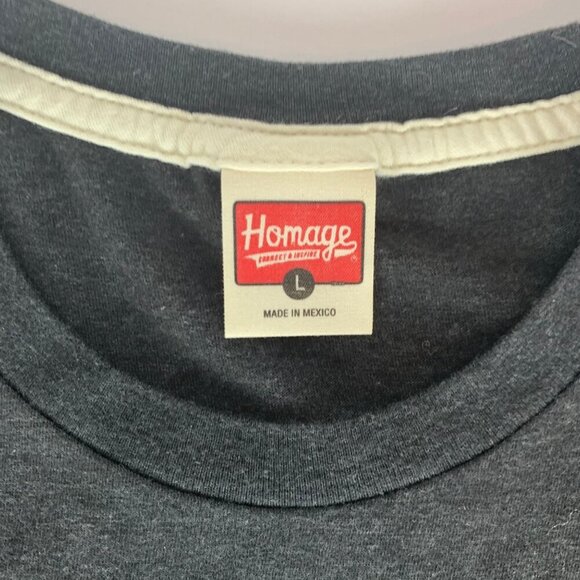 Homage
CONNECT & INSPIRE
®
L
MADE IN MEXICO